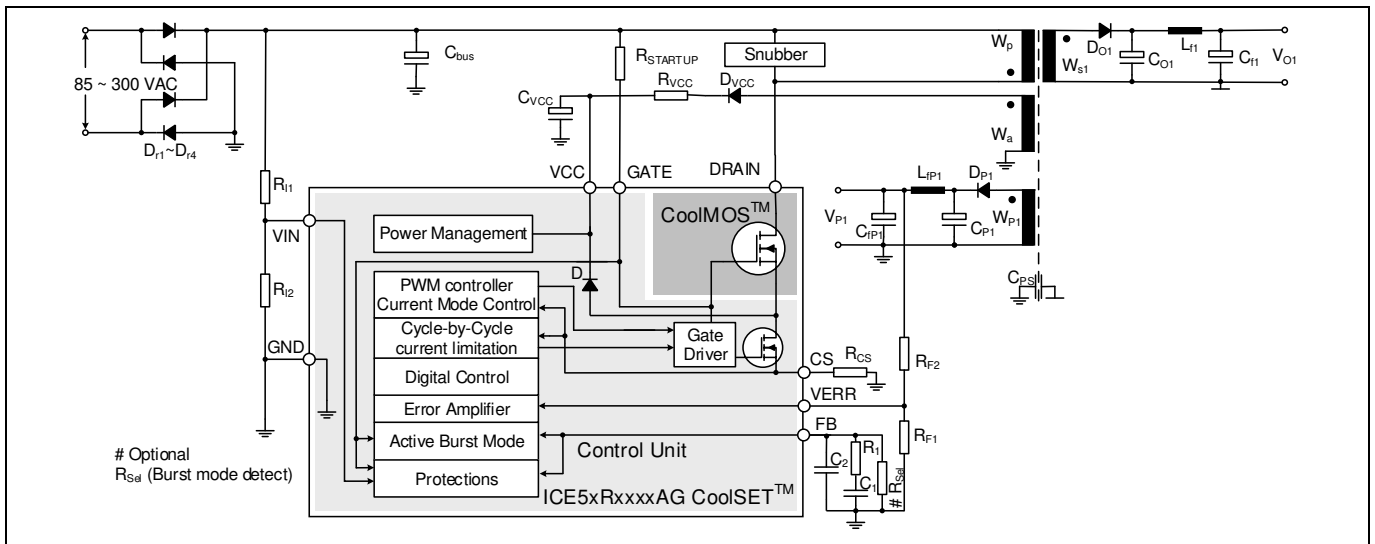 85 ~ 300 VAC
Dr1~Dr4
Cbus
RSTARTUP
Snubber
Wp
Ws1
DO1
CO1
Lf1
Cf1
VO1
RVCC
DVCC
CVCC
Wa
RI1
VIN
RI2
GND
VCC
GATE
DRAIN
LfP1
DP1
VP1
CfP1
CP1
WP1
CPS
CoolMOS™
Power Management
D
PWM controller
Current Mode Control
Cycle-by-Cycle
current limitation
Digital Control
Error Amplifier
Active Burst Mode
Protections
Gate
Driver
CS
RCS
VERR
FB
RF2
RF1
C2
R1
C1
# RSel
Control Unit
ICE5xRxxxxAG CoolSET™
# Optional
RSel (Burst mode detect)